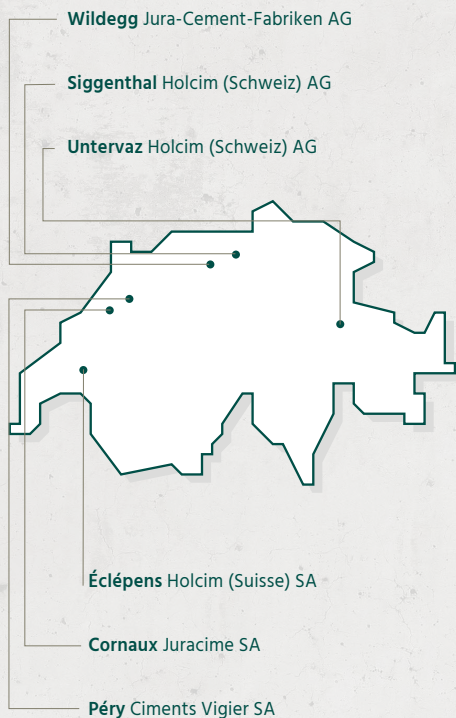 Wildegg Jura-Cement-Fabriken AG
Siggenthal Holcim (Schweiz) AG
Untervaz Holcim (Schweiz) AG
Éclépens Holcim (Suisse) SA
Cornaux Juracime SA
Péry Ciments Vigier SA